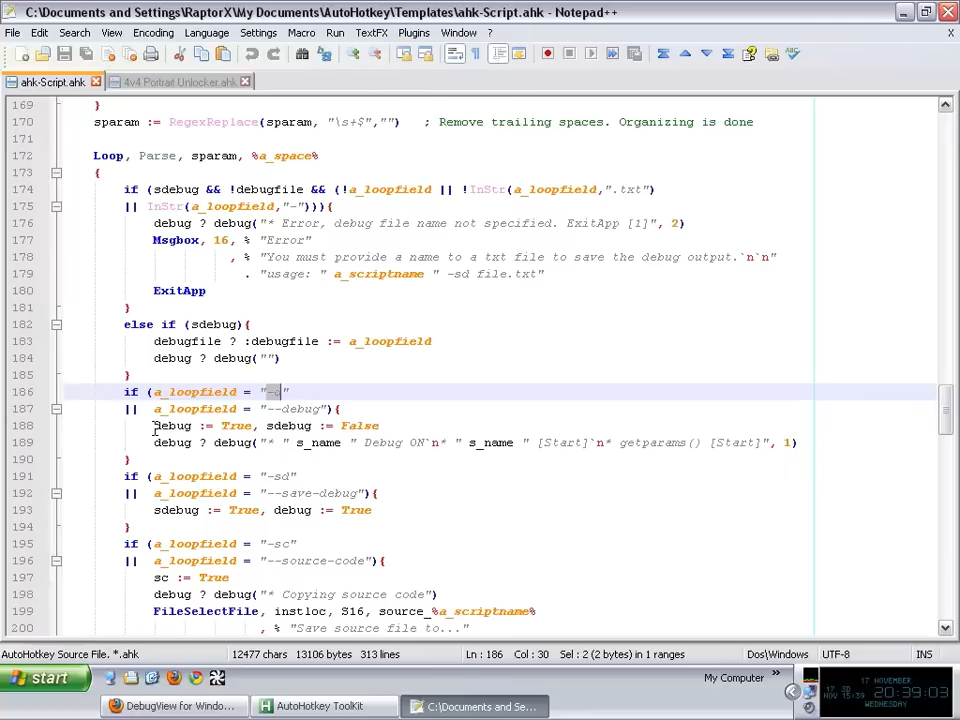 C:\Documents and Settings\RaptorX\My Documents\AutoHotkey\Templates\ahk-Script.ahk - Notepad++
File Edit Search View Encoding Language Settings Macro Run TextFX Plugins Window ? X
ahk-Script.ahk 4v4 Portrait Unlocker.ahk
169 }
170 sparam := RegexReplace(sparam, "\s+$","") ; Remove trailing spaces. Organizing is done
171
172 Loop, Parse, sparam, %a_space%
173 {
174 if (sdebug && !debugfile && (!a_loopfield || !InStr(a_loopfield,".txt")
175 || InStr(a_loopfield,"-"))){
176 debug ? debug("* Error, debug file name not specified. ExitApp [1]", 2)
177 Msgbox, 16, % "Error"
178 , % "You must provide a name to a txt file to save the debug output.`n`n"
179 . "usage: " a_scriptname " -sd file.txt"
180 ExitApp
181 }
182 else if (sdebug){
183 debugfile ? :debugfile := a_loopfield
184 debug ? debug("")
185 }
186 if (a_loopfield = "-d"
187 || a_loopfield = "--debug"){
188 debug := True, sdebug := False
189 debug ? debug("* " s_name " Debug ON`n* " s_name " [Start]`n* getparams() [Start]", 1)
190 }
191 if (a_loopfield = "-sd"
192 || a_loopfield = "--save-debug"){
193 sdebug := True, debug := True
194 }
195 if (a_loopfield = "-sc"
196 || a_loopfield = "--source-code"){
197 sc := True
198 debug ? debug("* Copying source code")
199 FileSelectFile, instloc, S16, source_%a_scriptname%
200 , % "Save source file to..."
AutoHotkey Source File. *.ahk 12477 chars 13106 bytes 313 lines Ln : 186 Col : 30 Sel : 2 (2 bytes) in 1 ranges Dos\Windows UTF-8 INS
start My Computer »
17 NOVEMBER
20:39:03
WEDNESDAY
DebugView for Windo... AutoHotkey ToolKit C:\Documents and Se...